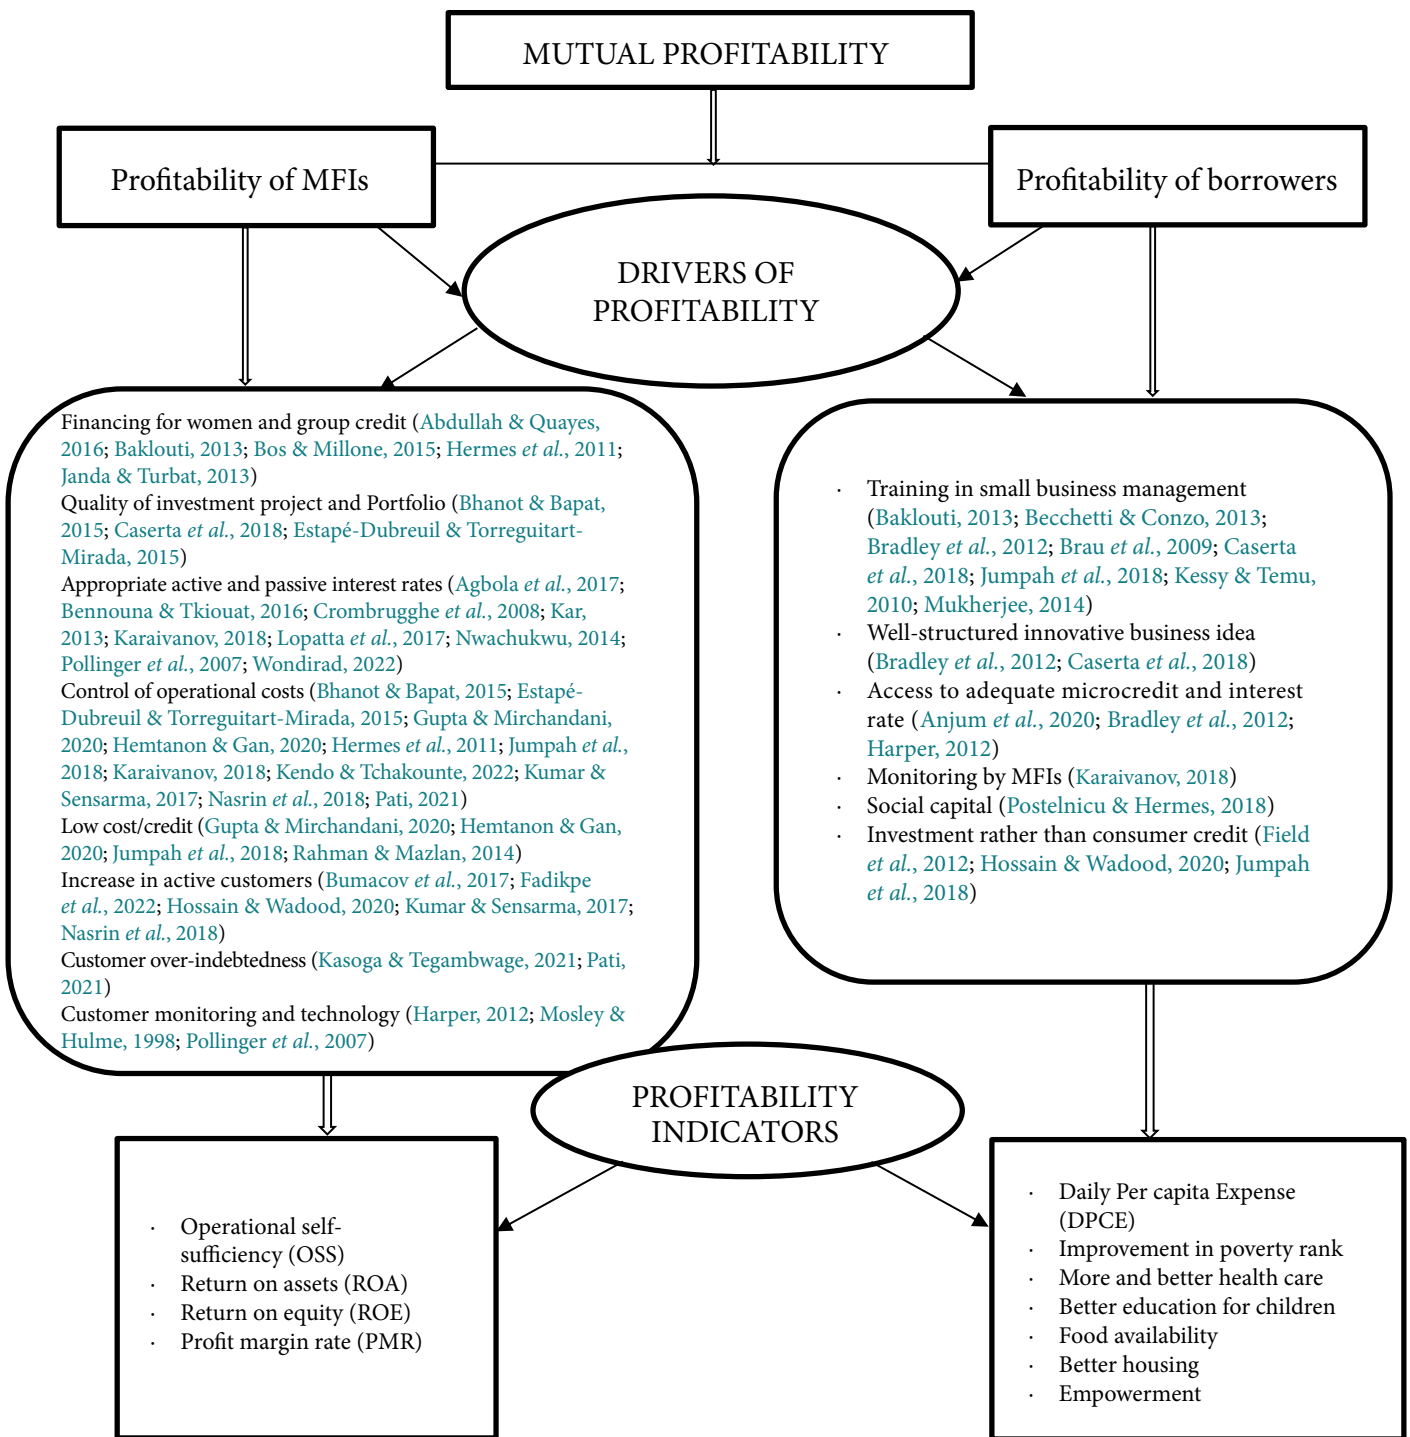 MUTUAL PROFITABILITY
Profitability of MFIs
Profitability of borrowers
DRIVERS OF
PROFITABILITY
Financing for women and group credit (Abdullah & Quayes,
2016; Baklouti, 2013; Bos & Millone, 2015; Hermes et al., 2011;
Janda & Turbat, 2013)
Quality of investment project and Portfolio (Bhanot & Bapat,
2015; Caserta et al., 2018; Estapé-Dubreuil & Torreguitart-
Mirada, 2015)
Appropriate active and passive interest rates (Agbola et al., 2017;
Bennouna & Tkiouat, 2016; Crombrugghe et al., 2008; Kar,
2013; Karaivanov, 2018; Lopatta et al., 2017; Nwachukwu, 2014;
Pollinger et al., 2007; Wondirad, 2022)
Control of operational costs (Bhanot & Bapat, 2015; Estapé-
Dubreuil & Torreguitart-Mirada, 2015; Gupta & Mirchandani,
2020; Hemtanon & Gan, 2020; Hermes et al., 2011; Jumpah et al.,
2018; Karaivanov, 2018; Kendo & Tchakounte, 2022; Kumar &
Sensarma, 2017; Nasrin et al., 2018; Pati, 2021)
Low cost/credit (Gupta & Mirchandani, 2020; Hemtanon & Gan,
2020; Jumpah et al., 2018; Rahman & Mazlan, 2014)
Increase in active customers (Bumacov et al., 2017; Fadikpe
et al., 2022; Hossain & Wadood, 2020; Kumar & Sensarma, 2017;
Nasrin et al., 2018)
Customer over-indebtedness (Kasoga & Tegambwage, 2021; Pati,
2021)
Customer monitoring and technology (Harper, 2012; Mosley &
Hulme, 1998; Pollinger et al., 2007)
· Training in small business management
(Baklouti, 2013; Becchetti & Conzo, 2013;
Bradley et al., 2012; Brau et al., 2009; Caserta
et al., 2018; Jumpah et al., 2018; Kessy & Temu,
2010; Mukherjee, 2014)
· Well-structured innovative business idea
(Bradley et al., 2012; Caserta et al., 2018)
· Access to adequate microcredit and interest
rate (Anjum et al., 2020; Bradley et al., 2012;
Harper, 2012)
· Monitoring by MFIs (Karaivanov, 2018)
· Social capital (Postelnicu & Hermes, 2018)
· Investment rather than consumer credit (Field
et al., 2012; Hossain & Wadood, 2020; Jumpah
et al., 2018)
PROFITABILITY
INDICATORS
· Operational self-
sufficiency (OSS)
· Return on assets (ROA)
· Return on equity (ROE)
· Profit margin rate (PMR)
· Daily Per capita Expense
(DPCE)
· Improvement in poverty rank
· More and better health care
· Better education for children
· Food availability
· Better housing
· Empowerment